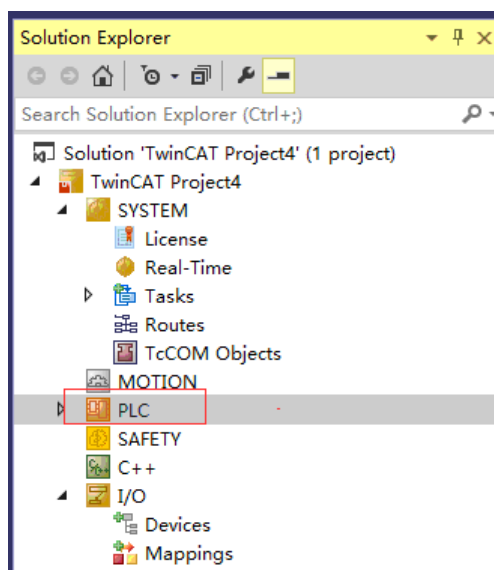 Solution Explorer
Search Solution Explorer (Ctrl+;)
Solution 'TwinCAT Project4' (1 project)
TwinCAT Project4
SYSTEM
License
Real-Time
Tasks
Routes
TcCOM Objects
MOTION
PLC
SAFETY
C++
I/O
Devices
Mappings